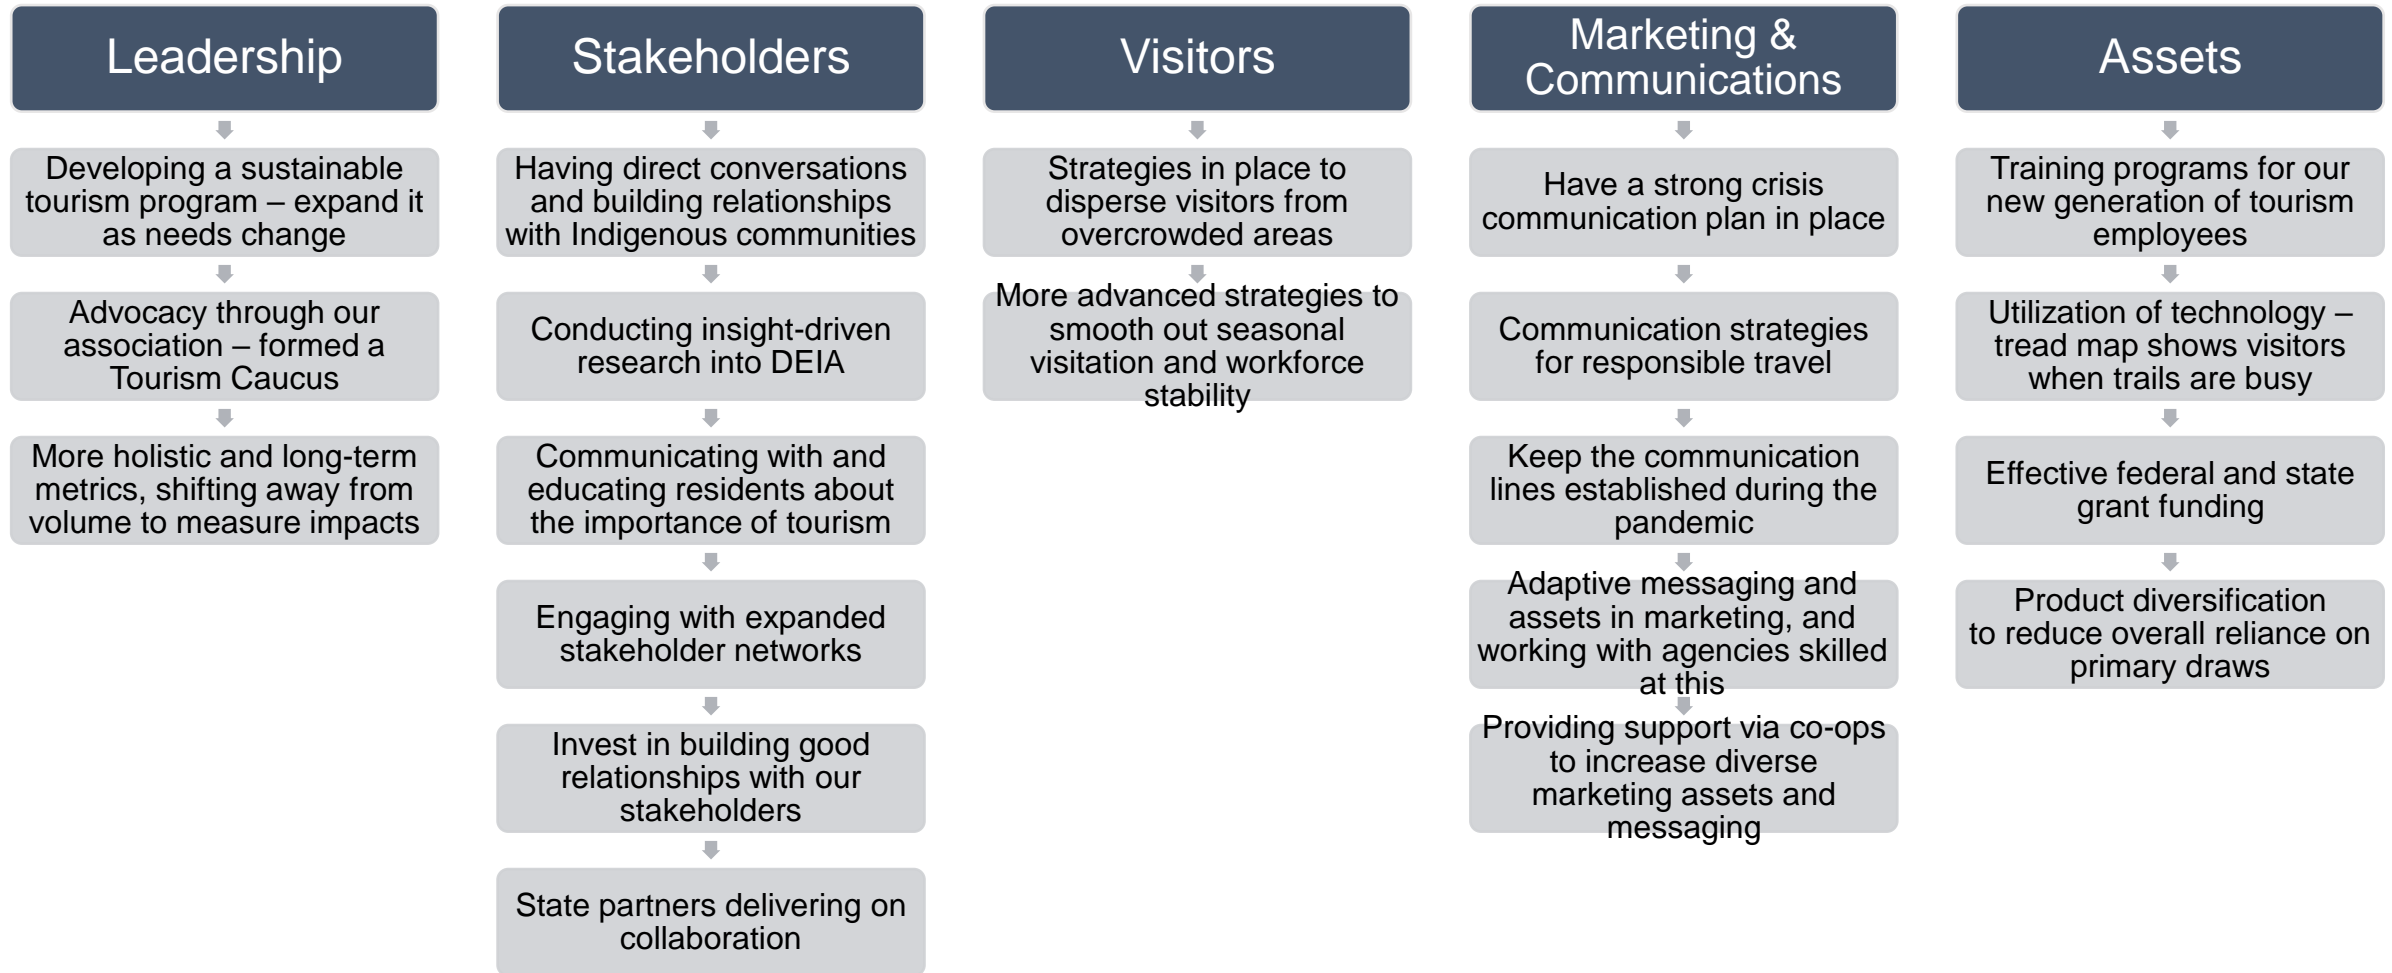 Leadership
Developing a sustainable
tourism program – expand it
as needs change
Advocacy through our
association – formed a
Tourism Caucus
More holistic and long-term
metrics, shifting away from
volume to measure impacts
Stakeholders
Having direct conversations
and building relationships
with Indigenous communities
Conducting insight-driven
research into DEIA
Communicating with and
educating residents about
the importance of tourism
Engaging with expanded
stakeholder networks
Invest in building good
relationships with our
stakeholders
State partners delivering on
collaboration
Visitors
Strategies in place to
disperse visitors from
overcrowded areas
More advanced strategies to
smooth out seasonal
visitation and workforce
stability
Marketing &
Communications
Have a strong crisis
communication plan in place
Communication strategies
for responsible travel
Keep the communication
lines established during the
pandemic
Adaptive messaging and
assets in marketing, and
working with agencies skilled
at this
Providing support via co-ops
to increase diverse
marketing assets and
messaging
Assets
Training programs for our
new generation of tourism
employees
Utilization of technology –
tread map shows visitors
when trails are busy
Effective federal and state
grant funding
Product diversification
to reduce overall reliance on
primary draws